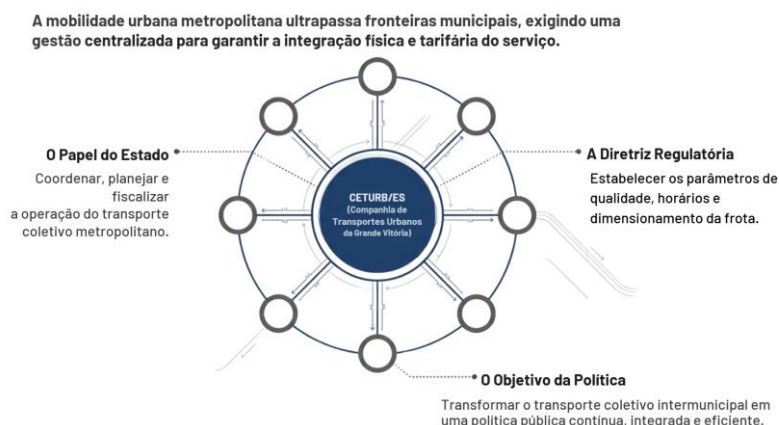 A mobilidade urbana metropolitana ultrapassa fronteiras municipais, exigindo uma
gestão centralizada para garantir a integração física e tarifária do serviço.
O Papel do Estado
Coordenar, planejar e
fiscalizar
a operação do transporte
coletivo metropolitano.
CETURB/ES
(Companhia de
Transportes Urbanos
da Grande Vitória)
A Diretriz Regulatória
Estabelecer os parâmetros de
qualidade, horários e
dimensionamento da frota.
O Objetivo da Política
Transformar o transporte coletivo intermunicipal em
uma política pública contínua, integrada e eficiente.